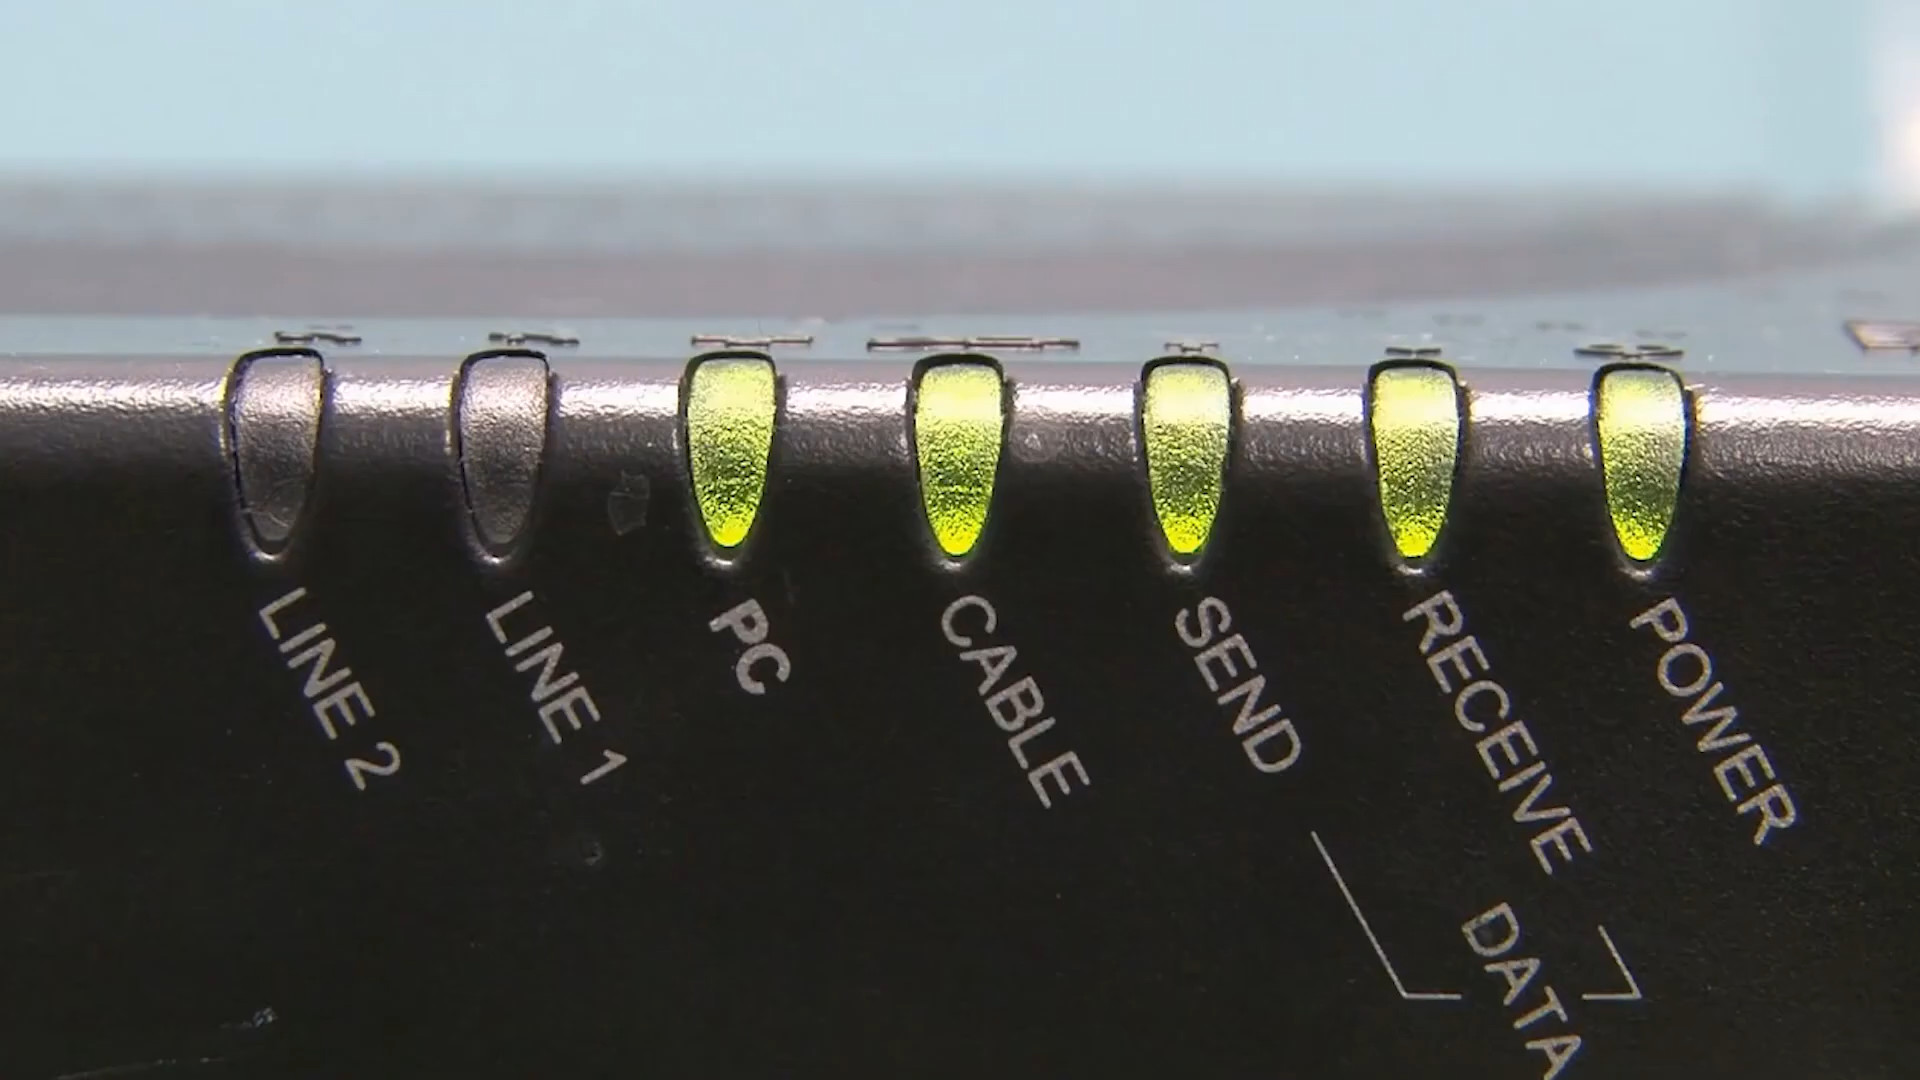 LINE 2
LINE 1
PC
CABLE
SEND
RECEIVE
POWER
DATA